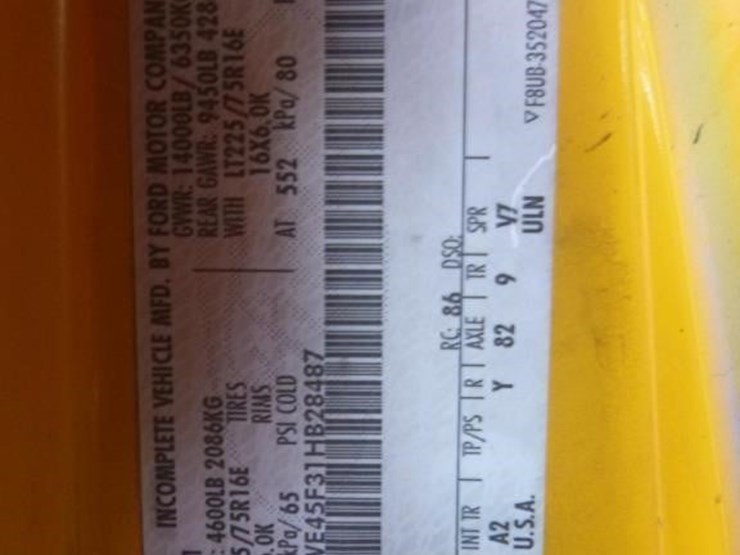 INCOMPLETE VEHICLE MFD. BY FORD MOTOR COMPAN
GVWR: 14000LB/ 6350KG
: 4600LB 2086KG REAR GAWR: 9450LB 428
5/75R16E TIRES WITH LT225/75R16E
.0K RIMS 16X6.0K
kPa/ 65 PSI COLD AT 552 kPa/ 80
VE45F31HB28487
RC: 86 DSO:
INT TR TP/PS R AXLE TR SPR
A2 Y 82 9 V7
U.S.A. ULN
▽F8UB-352047